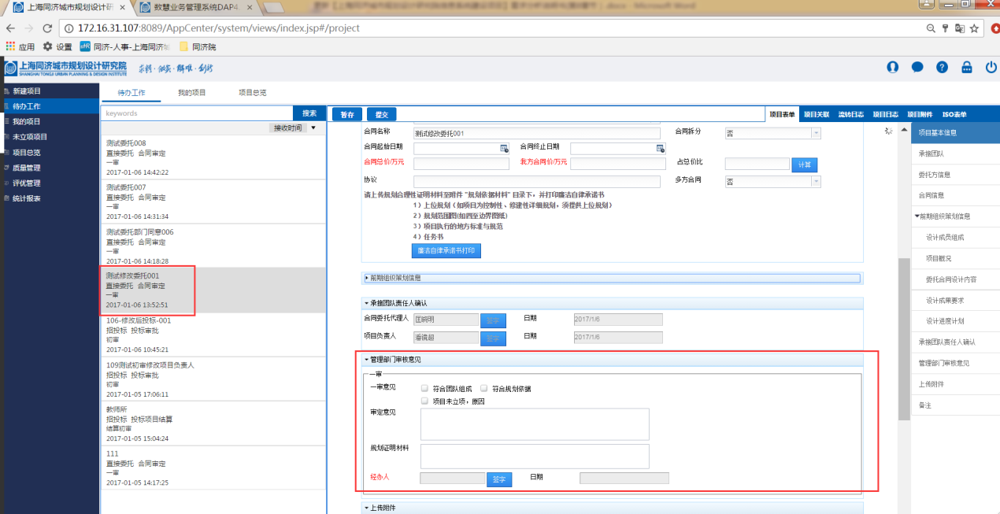 上海同济城市规划设计研
数慧业务管理系统DAP4.
172.16.31.107:8089/AppCenter/system/views/index.jsp#/project
应用
设置
同济-人事-上海同济城
同济院
上海同济城市规划设计研究院
SHANGHAI TONGJI URBAN PLANNING & DESIGN INSTITUTE
新建项目
待办工作
我的项目
未立项项目
项目总览
质量管理
评优管理
统计报表
待办工作 我的项目 项目总览
keywords 搜索
接收时间
测试委托008
直接委托 合同审定
一审
2017-01-06 14:42:22
测试委托007
直接委托 合同审定
一审
2017-01-06 14:31:34
测试委托部门同意006
直接委托 合同审定
一审
2017-01-06 14:18:28
测试修改委托001
直接委托 合同审定
一审
2017-01-06 13:52:51
106-修改后投标-001
招投标 投标审批
初审
2017-01-06 10:45:21
109测试初审修改项目负责人
招投标 投标审批
初审
2017-01-05 17:06:11
教师所
招投标 投标项目结算
结算初审
2017-01-05 15:04:24
111
直接委托 合同审定
一审
2017-01-05 14:17:25
暂存 提交
项目表单 项目关联 流转日志 项目日志 项目附件 ISO表单
合同名称 测试修改委托001 合同拆分 否
合同起始日期 合同终止日期
合同总价/万元 我方合同价/万元 占总价比 计算
协议 多方合同 否
请上传规划合理性证明材料至附件 "规划依据材料" 目录下，并打印廉洁自律承诺书
1）上位规划（如项目为控制性、修建性详细规划，须提供上位规划）
2）规划范围图(如四至边界图纸)
3）项目执行的地方标准与规范
4）任务书
廉洁自律承诺书打印
前期组织策划信息
承接团队责任人确认
合同委托代理人 匡晓明 签字 日期 2017/1/6
项目负责人 番镜超 签字 日期 2017/1/6
管理部门审核意见
一审
一审意见 符合团队组成 符合规划依据
项目未立项，原因
审定意见
规划证明材料
经办人 签字 日期
上传附件
项目基本信息
承接团队
委托方信息
合同信息
前期组织策划信息
设计成员组成
项目概况
委托合同设计内容
设计成果要求
设计进度计划
承接团队责任人确认
管理部门审核意见
上传附件
备注